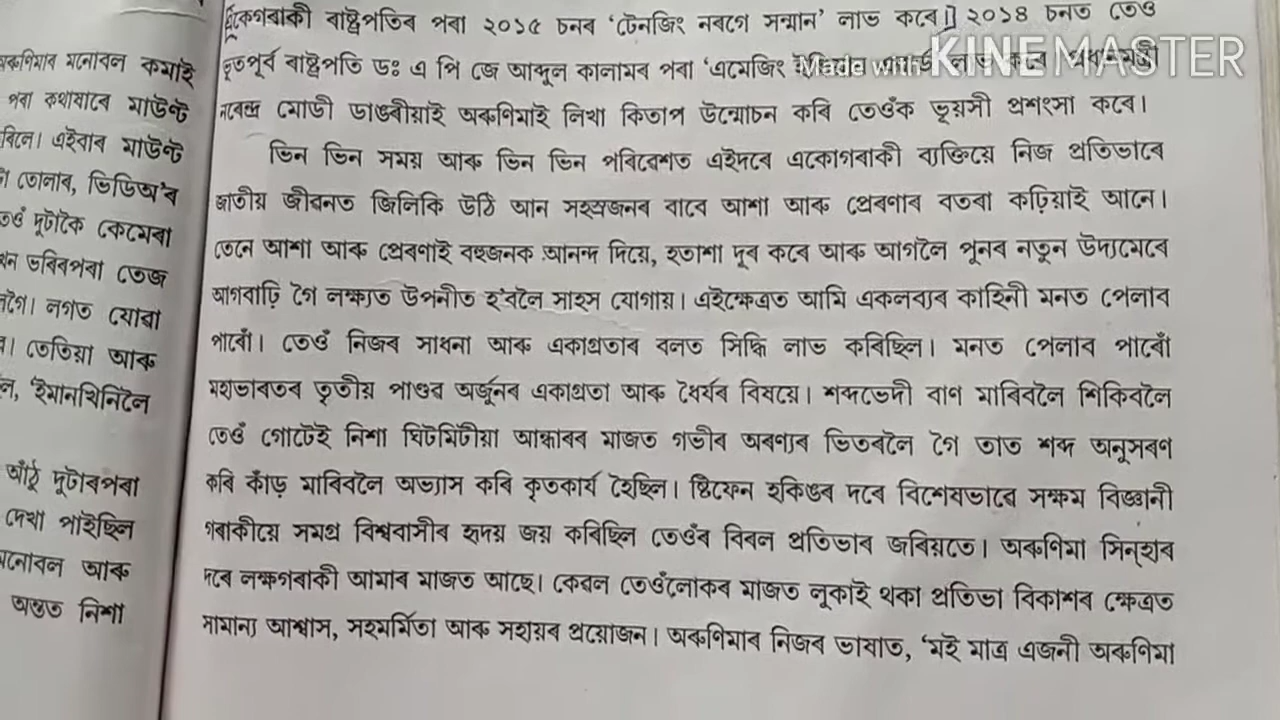 ৰাষ্ট্ৰপতিৰ পৰা ২০১৫ চনৰ ‘টেনজিং নৰগে সন্মান’ লাভ কৰে। ২০১৪ চনত তেওঁ
ভূতপূৰ্ব ৰাষ্ট্ৰপতি ডঃ এ পি জে আব্দুল কালামৰ পৰা ‘এমেজিং
Made with KINEMASTER
নৰেন্দ্ৰ মোডী ডাঙৰীয়াই অৰুণিমাই লিখা কিতাপ উন্মোচন কৰি তেওঁক ভূয়সী প্ৰশংসা কৰে।
ভিন ভিন সময় আৰু ভিন ভিন পৰিৱেশত এইদৰে একোগৰাকী ব্যক্তিয়ে নিজ প্ৰতিভাৰে
জাতীয় জীৱনত জিলিকি উঠি আন সহস্ৰজনৰ বাবে আশা আৰু প্ৰেৰণাৰ বতৰা কঢ়িয়াই আনে।
তেনে আশা আৰু প্ৰেৰণাই বহুজনক আনন্দ দিয়ে, হতাশা দূৰ কৰে আৰু আগলৈ পুনৰ নতুন উদ্যমেৰে
আগবাঢ়ি গৈ লক্ষ্যত উপনীত হ’বলৈ সাহস যোগায়। এইক্ষেত্ৰত আমি একলব্যৰ কাহিনী মনত পেলাব
পাৰোঁ। তেওঁ নিজৰ সাধনা আৰু একাগ্ৰতাৰ বলত সিদ্ধি লাভ কৰিছিল। মনত পেলাব পাৰোঁ
মহাভাৰতৰ তৃতীয় পাণ্ডৱ অৰ্জুনৰ একাগ্ৰতা আৰু ধৈৰ্যৰ বিষয়ে। শব্দভেদী বাণ মাৰিবলৈ শিকিবলৈ
তেওঁ গোটেই নিশা ঘিটমিটীয়া আন্ধাৰৰ মাজত গভীৰ অৰণ্যৰ ভিতৰলৈ গৈ তাত শব্দ অনুসৰণ
কৰি কাঁড় মাৰিবলৈ অভ্যাস কৰি কৃতকাৰ্য হৈছিল। ষ্টিফেন হকিঙৰ দৰে বিশেষভাৱে সক্ষম বিজ্ঞানী
গৰাকীয়ে সমগ্ৰ বিশ্ববাসীৰ হৃদয় জয় কৰিছিল তেওঁৰ বিৰল প্ৰতিভাৰ জৰিয়তে। অৰুণিমা সিন্হাৰ
দৰে লক্ষগৰাকী আমাৰ মাজত আছে। কেৱল তেওঁলোকৰ মাজত লুকাই থকা প্ৰতিভা বিকাশৰ ক্ষেত্ৰত
সামান্য আশ্বাস, সহমৰ্মিতা আৰু সহায়ৰ প্ৰয়োজন। অৰুণিমাৰ নিজৰ ভাষাত, ‘মই মাত্ৰ এজনী অৰুণিমা
মনোবল কমাই
পৰা কথাষাৰে মাউণ্ট
এইবাৰ মাউণ্ট
তোলাৰ, ভিডিঅ’ৰ
দুটাকৈ কেমেৰা
ভৰিৰপৰা তেজ
লগত যোৱা
তেতিয়া আৰু
‘ইমানখিনিলৈ
আঁঠু দুটাৰপৰা
দেখা পাইছিল
মনোবল আৰু
অন্তত নিশা